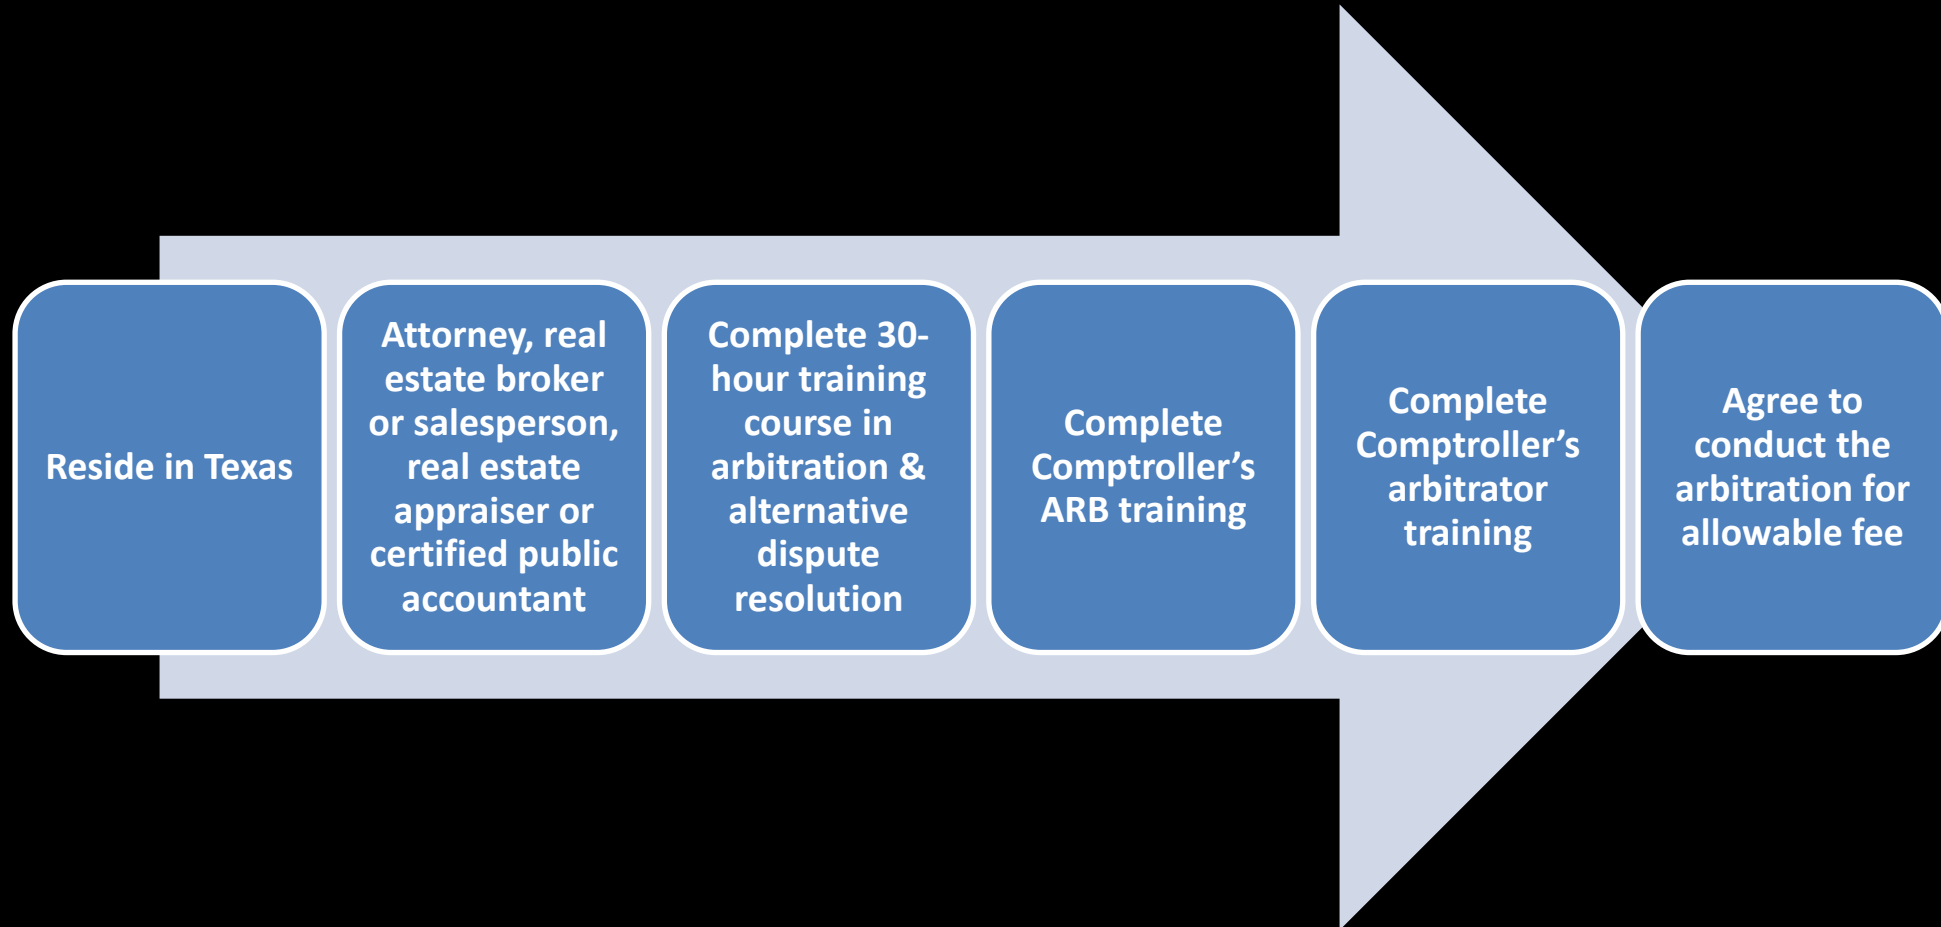 Reside in Texas
Attorney, real
estate broker
or salesperson,
real estate
appraiser or
certified public
accountant
Complete 30-
hour training
course in
arbitration &
alternative
dispute
resolution
Complete
Comptroller’s
ARB training
Complete
Comptroller’s
arbitrator
training
Agree to
conduct the
arbitration for
allowable fee